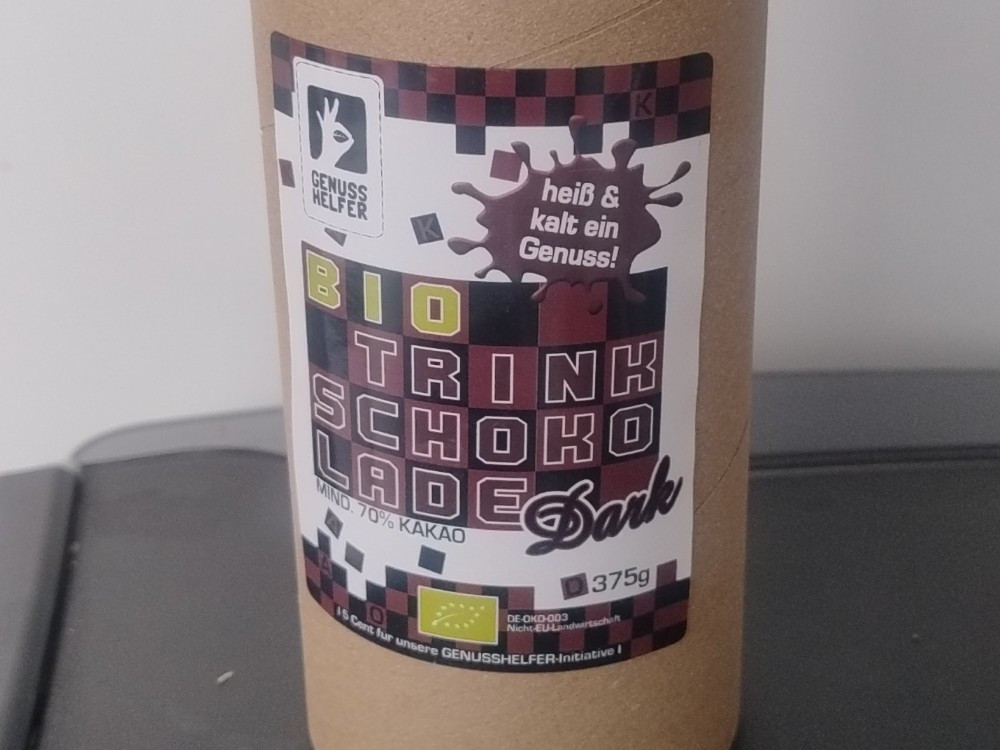 K
GENUSS
HELFER
K
heiß &
kalt ein
Genuss!
BIO
TRINK
SCHOKO
LADE
Dark
MIND. 70% KAKAO
A
A
O
D
375g
DE-ÖKO-003
Nicht-EU-Landwirtschaft
5 Cent für unsere GENUSSHELFER-Initiative !